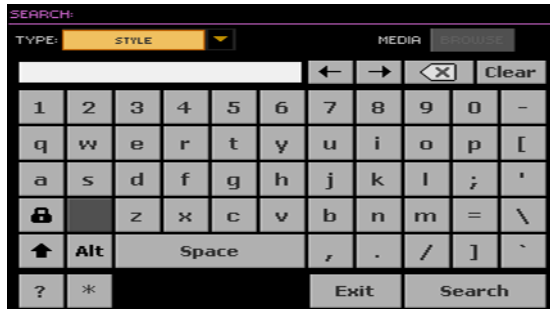 SEARCH:
TYPE: STYLE MEDIA BROWSE
← → Clear
1 2 3 4 5 6 7 8 9 0 -
q w e r t y u i o p [
a s d f g h j k l ; '
z x c v b n m = \
Alt Space , . / ] `
? * Exit Search